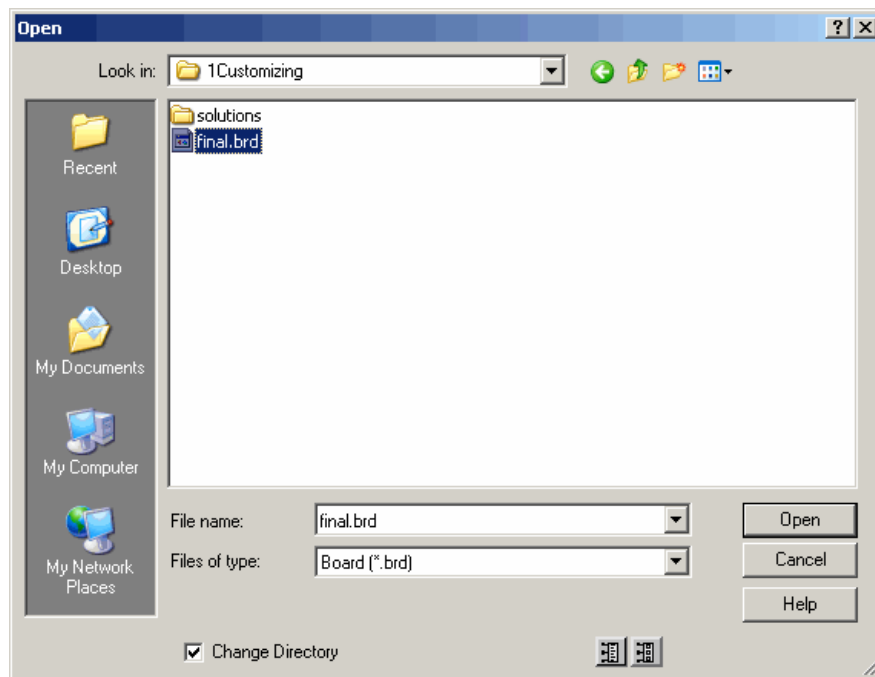 Open
Look in: 1Customizing
solutions
final.brd
Recent
Desktop
My Documents
My Computer
My Network
Places
File name: final.brd Open
Files of type: Board (*.brd) Cancel
Help
Change Directory